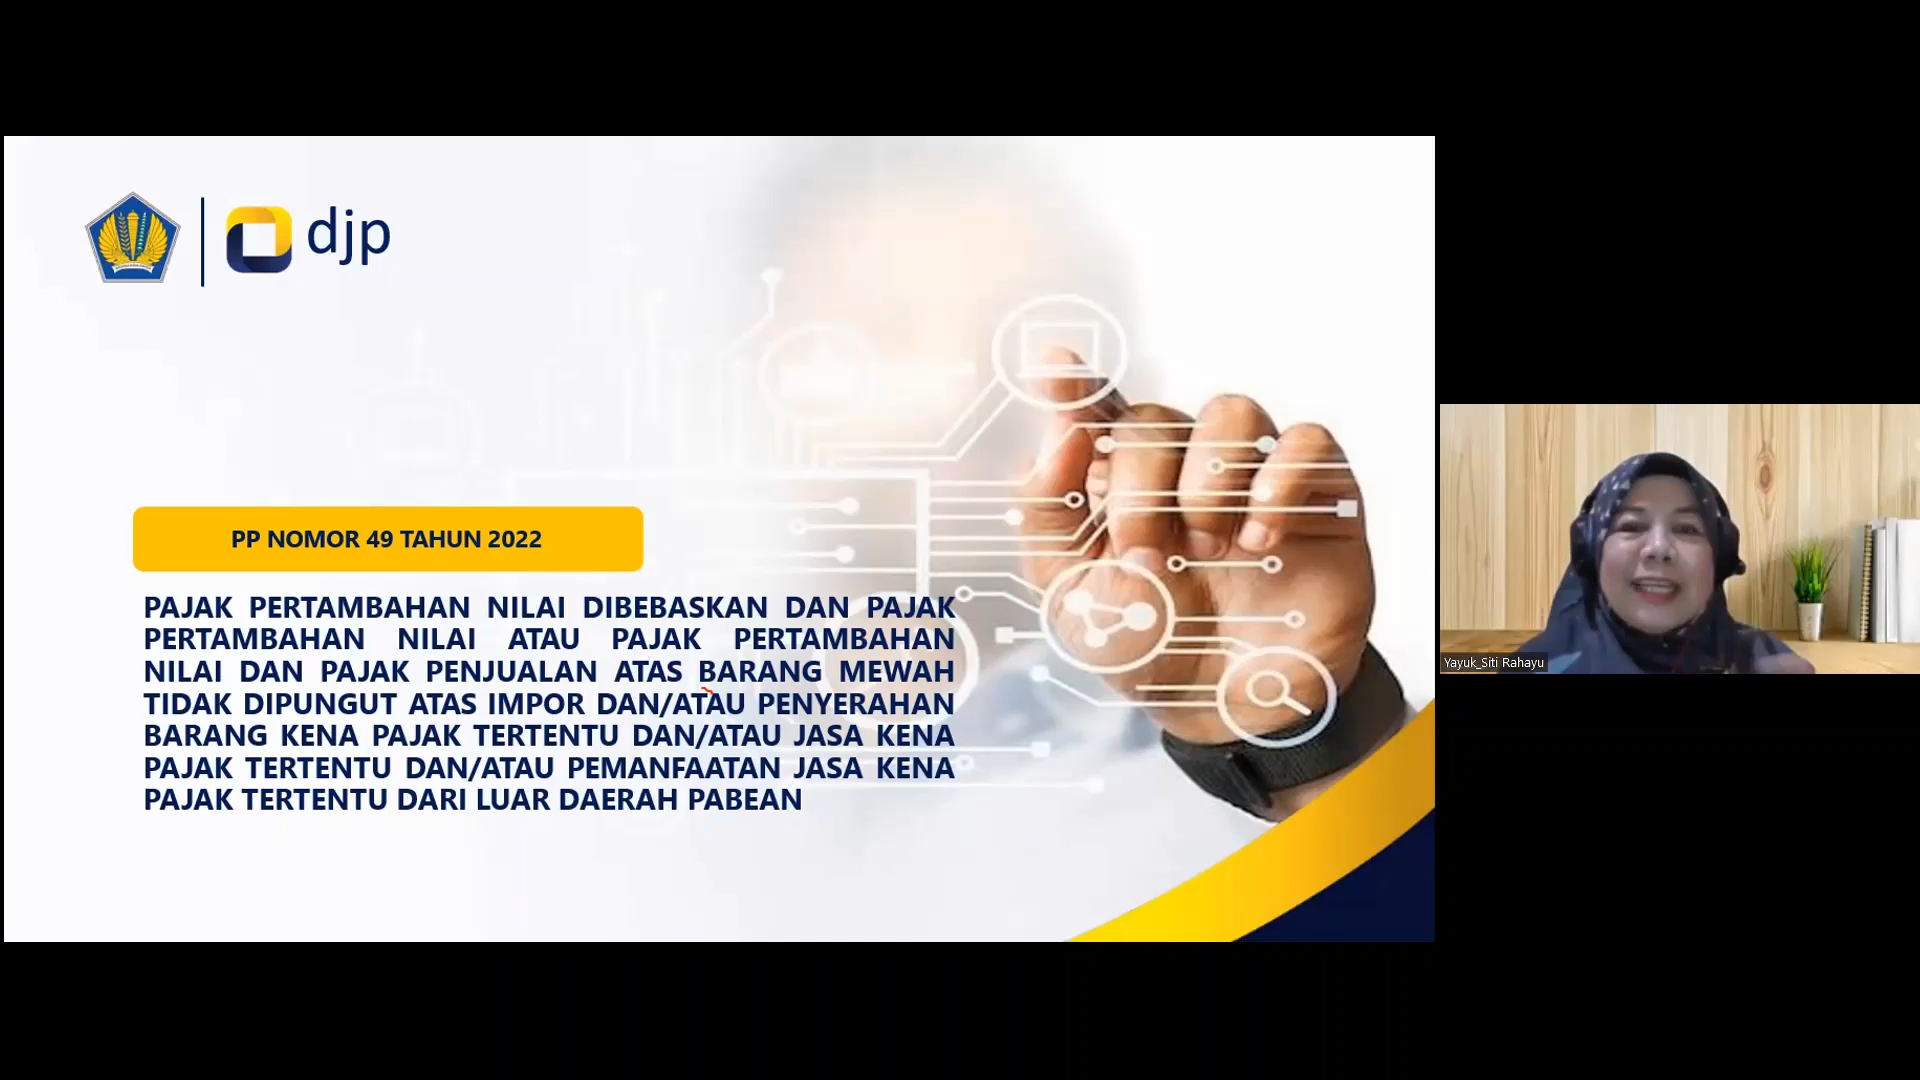 djp
PP NOMOR 49 TAHUN 2022
PAJAK PERTAMBAHAN NILAI DIBEBASKAN DAN PAJAK
PERTAMBAHAN NILAI ATAU PAJAK PERTAMBAHAN
NILAI DAN PAJAK PENJUALAN ATAS BARANG MEWAH
TIDAK DIPUNGUT ATAS IMPOR DAN/ATAU PENYERAHAN
BARANG KENA PAJAK TERTENTU DAN/ATAU JASA KENA
PAJAK TERTENTU DAN/ATAU PEMANFAATAN JASA KENA
PAJAK TERTENTU DARI LUAR DAERAH PABEAN
Yayuk_Siti Rahayu